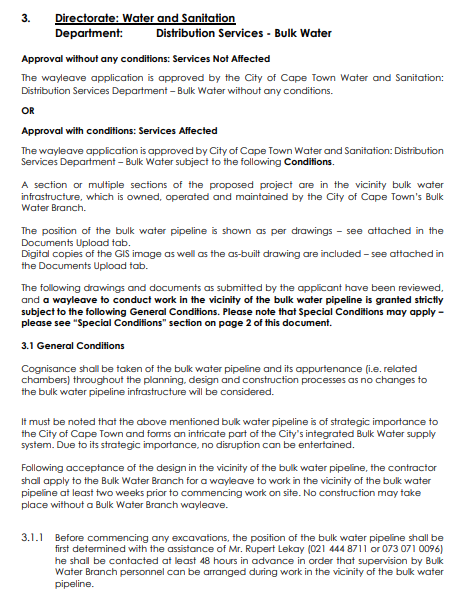 3. Directorate: Water and Sanitation
Department: Distribution Services - Bulk Water
Approval without any conditions: Services Not Affected
The wayleave application is approved by the City of Cape Town Water and Sanitation:
Distribution Services Department – Bulk Water without any conditions.
OR
Approval with conditions: Services Affected
The wayleave application is approved by City of Cape Town Water and Sanitation: Distribution
Services Department – Bulk Water subject to the following Conditions.
A section or multiple sections of the proposed project are in the vicinity bulk water
infrastructure, which is owned, operated and maintained by the City of Cape Town's Bulk
Water Branch.
The position of the bulk water pipeline is shown as per drawings – see attached in the
Documents Upload tab.
Digital copies of the GIS image as well as the as-built drawing are included – see attached in
the Documents Upload tab.
The following drawings and documents as submitted by the applicant have been reviewed,
and a wayleave to conduct work in the vicinity of the bulk water pipeline is granted strictly
subject to the following General Conditions. Please note that Special Conditions may apply –
please see "Special Conditions" section on page 2 of this document.
3.1 General Conditions
Cognisance shall be taken of the bulk water pipeline and its appurtenance (i.e. related
chambers) throughout the planning, design and construction processes as no changes to
the bulk water pipeline infrastructure will be considered.
It must be noted that the above mentioned bulk water pipeline is of strategic importance to
the City of Cape Town and forms an intricate part of the City's integrated Bulk Water supply
system. Due to its strategic importance, no disruption can be entertained.
Following acceptance of the design in the vicinity of the bulk water pipeline, the contractor
shall apply to the Bulk Water Branch for a wayleave to work in the vicinity of the bulk water
pipeline at least two weeks prior to commencing work on site. No construction may take
place without a Bulk Water Branch wayleave.
3.1.1 Before commencing any excavations, the position of the bulk water pipeline shall be
first determined with the assistance of Mr. Rupert Lekay (021 444 8711 or 073 071 0096)
he shall be contacted at least 48 hours in advance in order that supervision by Bulk
Water Branch personnel can be arranged during work in the vicinity of the bulk water
pipeline.